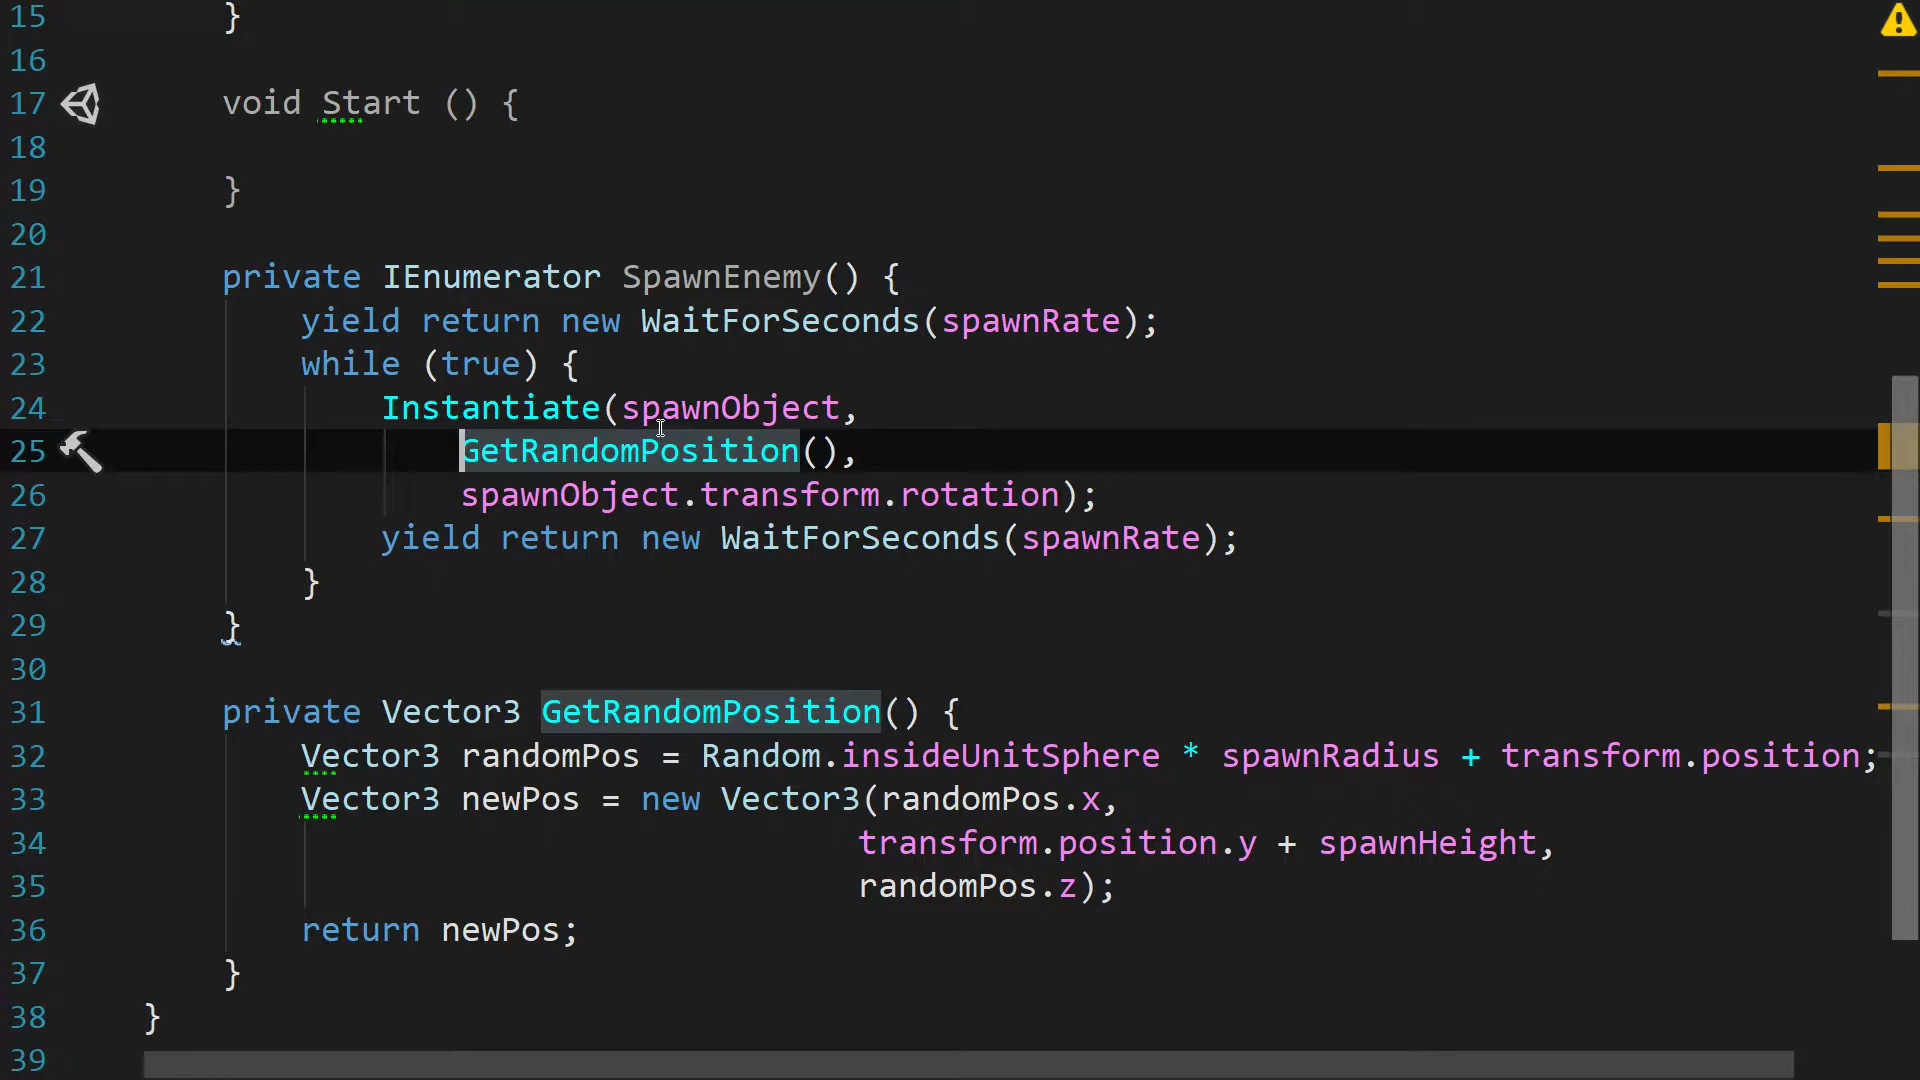 15 }
16
17 void Start () {
18
19 }
20
21 private IEnumerator SpawnEnemy() {
22 yield return new WaitForSeconds(spawnRate);
23 while (true) {
24 Instantiate(spawnObject,
25 GetRandomPosition(),
26 spawnObject.transform.rotation);
27 yield return new WaitForSeconds(spawnRate);
28 }
29 }
30
31 private Vector3 GetRandomPosition() {
32 Vector3 randomPos = Random.insideUnitSphere * spawnRadius + transform.position;
33 Vector3 newPos = new Vector3(randomPos.x,
34 transform.position.y + spawnHeight,
35 randomPos.z);
36 return newPos;
37 }
38 }
39